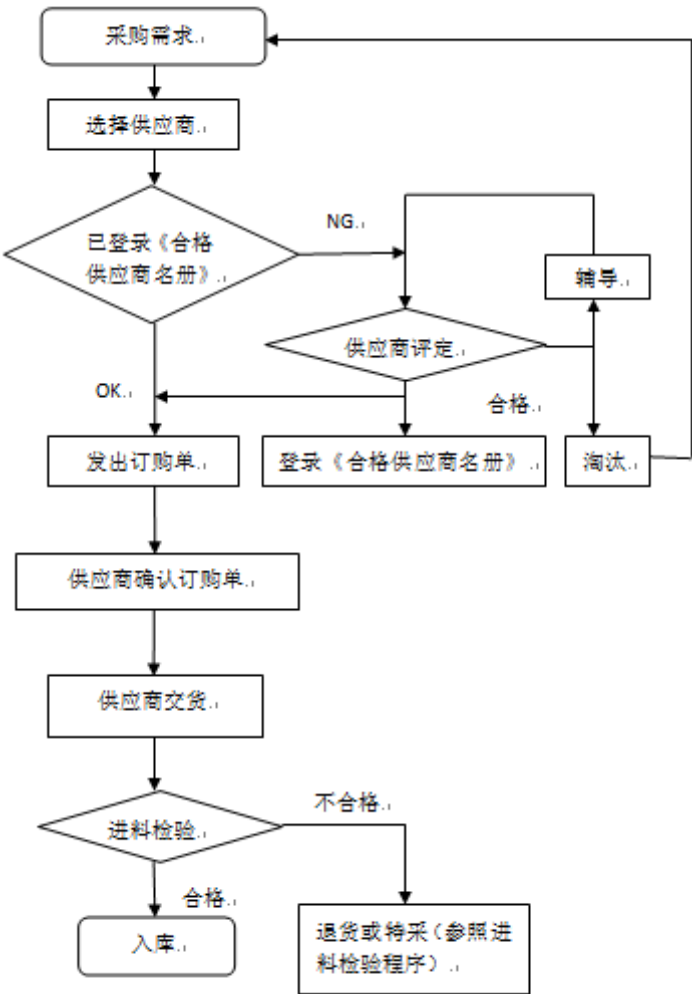 采购需求
选择供应商
已登录《合格
供应商名册》
NG.
辅导
供应商评定
OK.
合格
发出订购单
登录《合格供应商名册》
淘汰
供应商确认订购单
供应商交货
不合格
进料检验
合格
入库
退货或特采（参照进
料检验程序）